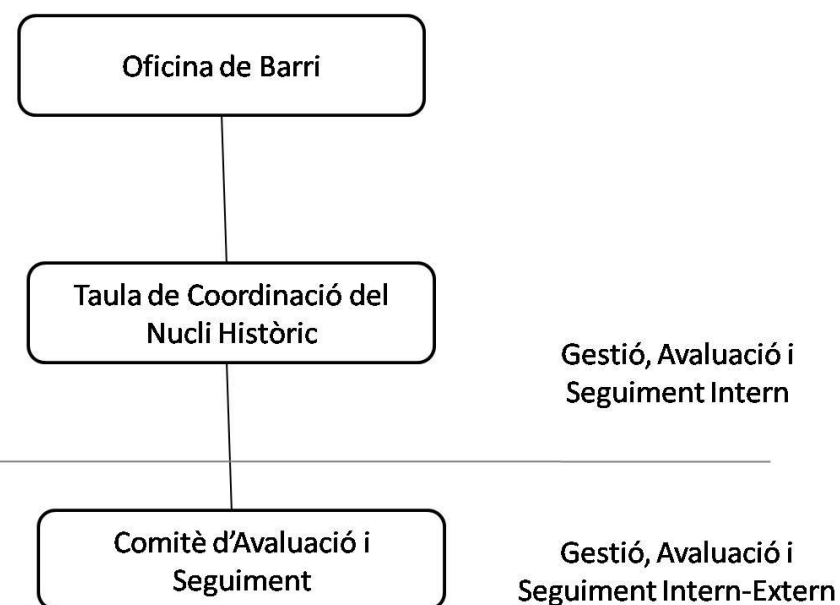 Oficina de Barri
Taula de Coordinació del
Nucli Històric
Gestió, Avaluació i
Seguiment Intern
Comitè d'Avaluació i
Seguiment
Gestió, Avaluació i
Seguiment Intern-Extern